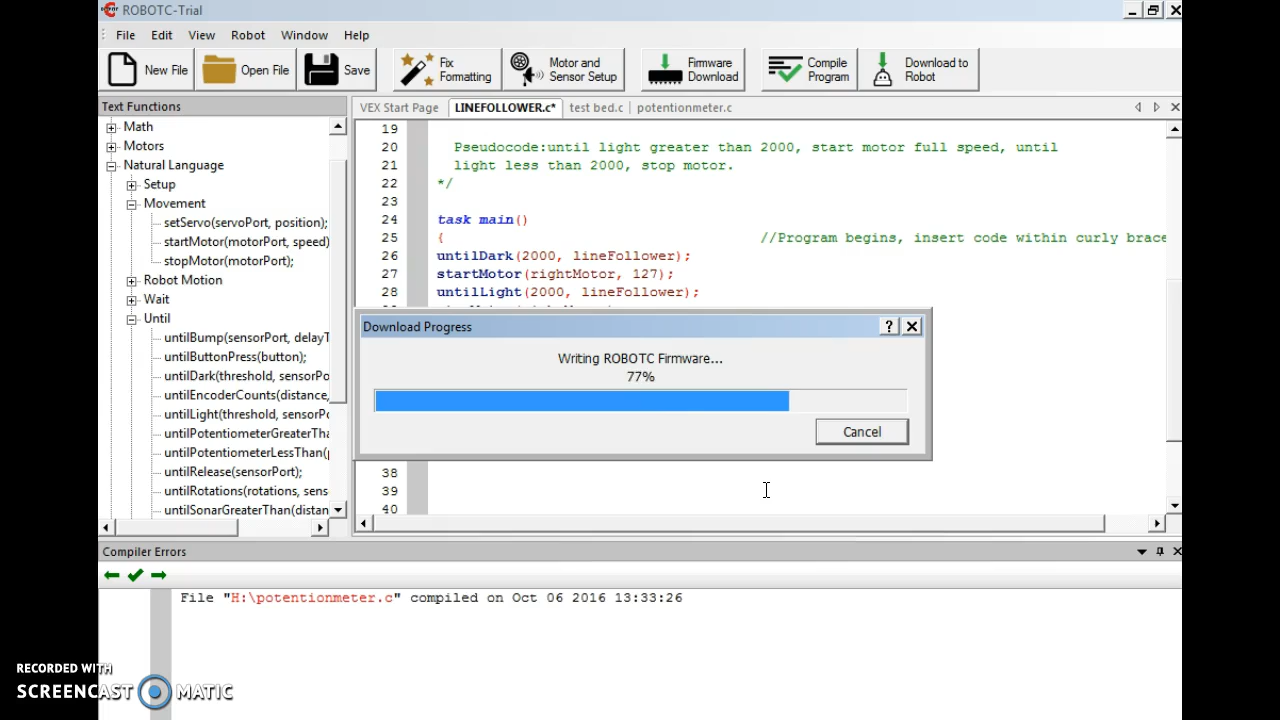 ROBOTC-Trial
File Edit View Robot Window Help
New File Open File Save Fix Formatting Motor and Sensor Setup Firmware Download Compile Program Download to Robot
Text Functions
Math
Motors
Natural Language
Setup
Movement
setServo(servoPort, position);
startMotor(motorPort, speed)
stopMotor(motorPort);
Robot Motion
Wait
Until
untilBump(sensorPort, delayT
untilButtonPress(button);
untilDark(threshold, sensorPo
untilEncoderCounts(distance,
untilLight(threshold, sensorPo
untilPotentiometerGreaterTha
untilPotentiometerLessThan(p
untilRelease(sensorPort);
untilRotations(rotations, sens
untilSonarGreaterThan(distan
VEX Start Page LINEFOLLOWER.c* test bed.c potentionmeter.c
19
20 Pseudocode:until light greater than 2000, start motor full speed, until
21 light less than 2000, stop motor.
22 */
23
24 task main()
25 { //Program begins, insert code within curly brace
26 untilDark(2000, lineFollower);
27 startMotor(rightMotor, 127);
28 untilLight(2000, lineFollower);
Download Progress
Writing ROBOTC Firmware...
77%
Cancel
38
39
40
Compiler Errors
File "H:\potentionmeter.c" compiled on Oct 06 2016 13:33:26
RECORDED WITH
SCREENCAST MATIC